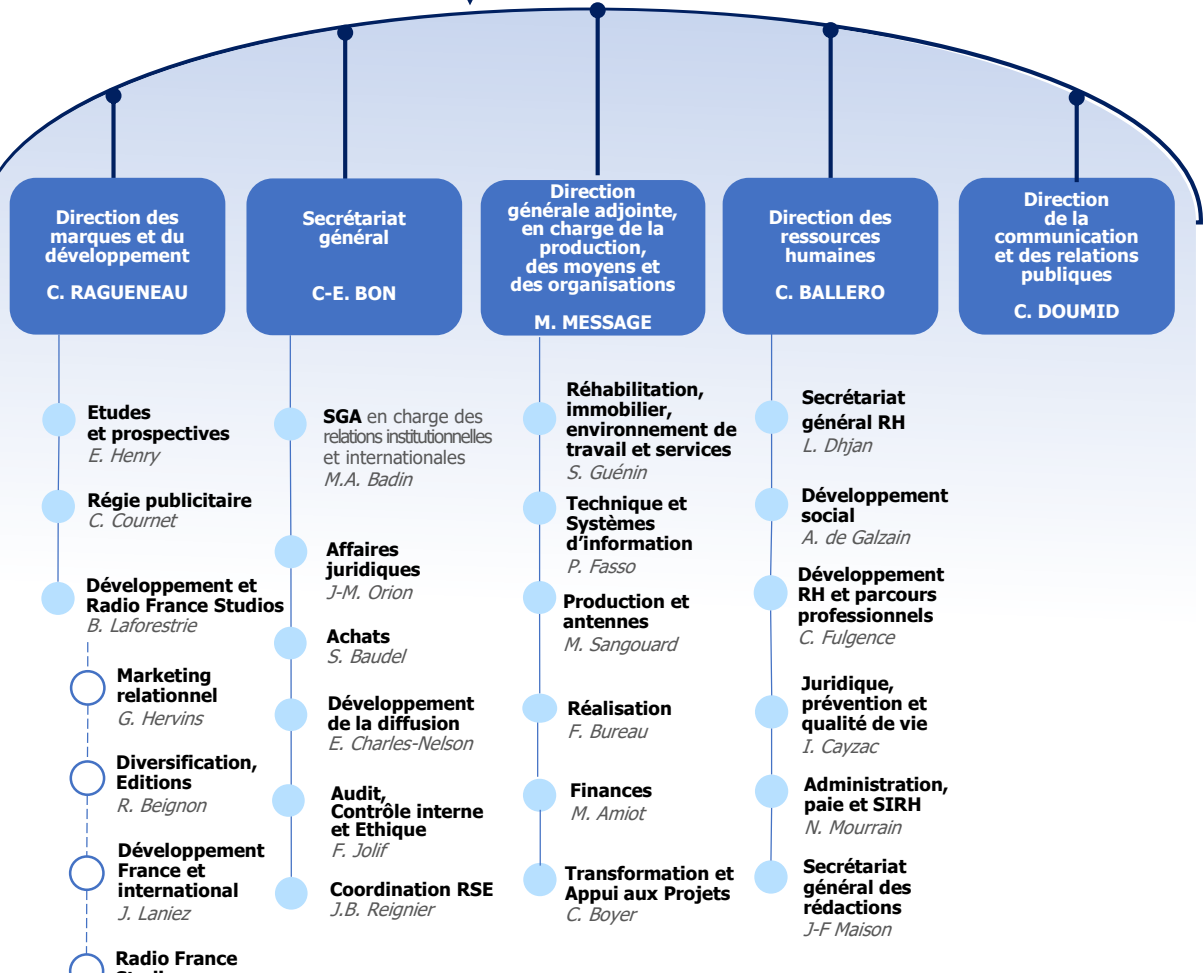 Direction des
marques et du
développement
C. RAGUENEAU
Secrétariat
général
C-E. BON
Direction
générale adjointe,
en charge de la
production,
des moyens et
des organisations
M. MESSAGE
Direction des
ressources
humaines
C. BALLERO
Direction
de la
communication
et des relations
publiques
C. DOUMID
Etudes
et prospectives
E. Henry
Régie publicitaire
C. Cournet
Développement et
Radio France Studios
B. Laforestrie
Marketing
relationnel
G. Hervins
Diversification,
Editions
R. Beignon
Développement
France et
international
J. Laniez
Radio France
SGA en charge des
relations institutionnelles
et internationales
M.A. Badin
Affaires
juridiques
J-M. Orion
Achats
S. Baudel
Développement
de la diffusion
E. Charles-Nelson
Audit,
Contrôle interne
et Ethique
F. Jolif
Coordination RSE
J.B. Reignier
Réhabilitation,
immobilier,
environnement de
travail et services
S. Guénin
Technique et
Systèmes
d’information
P. Fasso
Production et
antennes
M. Sangouard
Réalisation
F. Bureau
Finances
M. Amiot
Transformation et
Appui aux Projets
C. Boyer
Secrétariat
général RH
L. Dhjan
Développement
social
A. de Galzain
Développement
RH et parcours
professionnels
C. Fulgence
Juridique,
prévention et
qualité de vie
I. Cayzac
Administration,
paie et SIRH
N. Mourrain
Secrétariat
général des
rédactions
J-F Maison